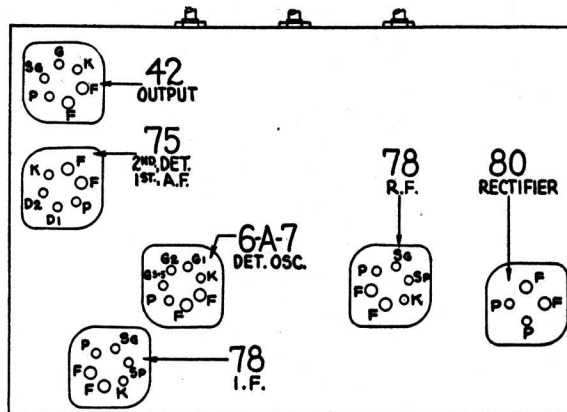 G
SG K
P F
F
42
OUTPUT
75
2ND. DET.
1ST., A.F.
K F
F
D2 P
D1
6-A-7
DET. OSC.
G2 G1
G3-5 K
P F
F
78
R.F.
SG
P SP
F
F K
80
RECTIFIER
F
P F
P
78
I.F.
P SG
SP
F
F K